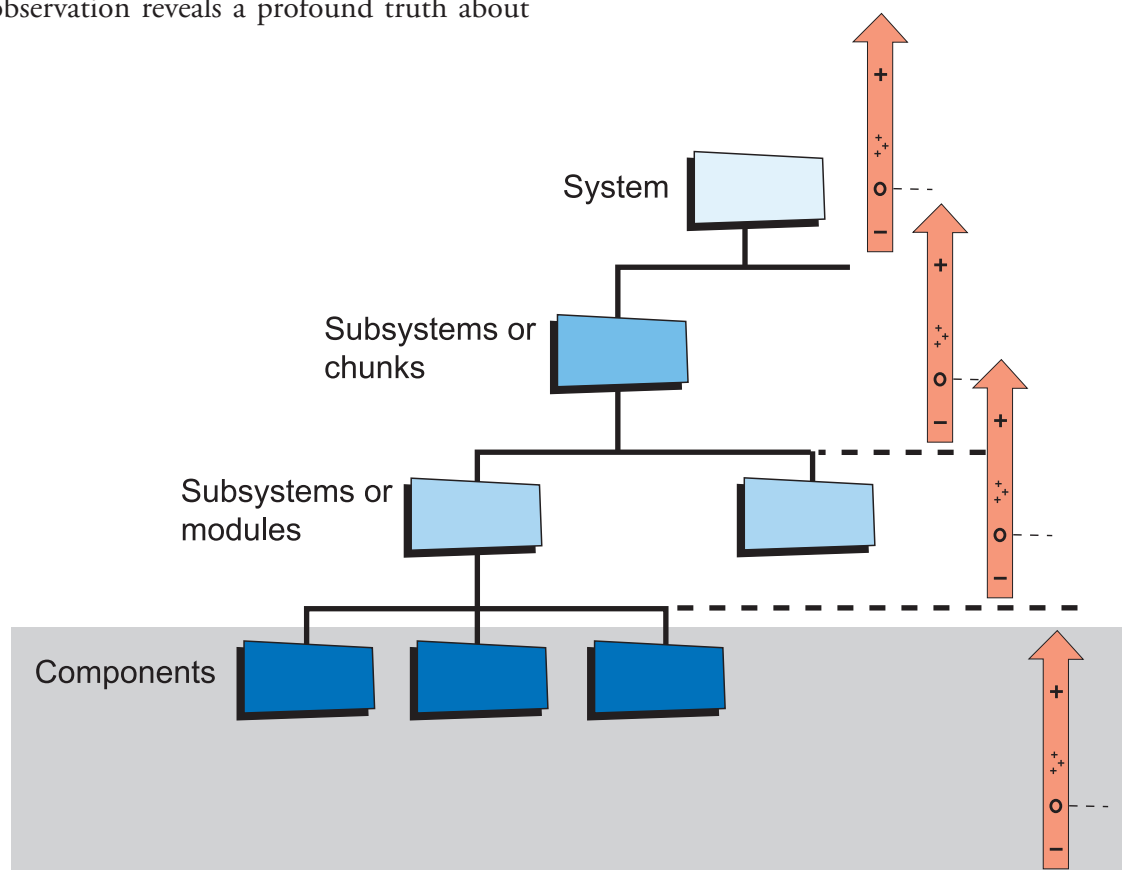 observation reveals a profound truth about
System
Subsystems or
chunks
Subsystems or
modules
Components
+
+
+
+
O
–
+
+
+
+
O
–
+
+
+
+
O
–
+
+
+
+
O
–